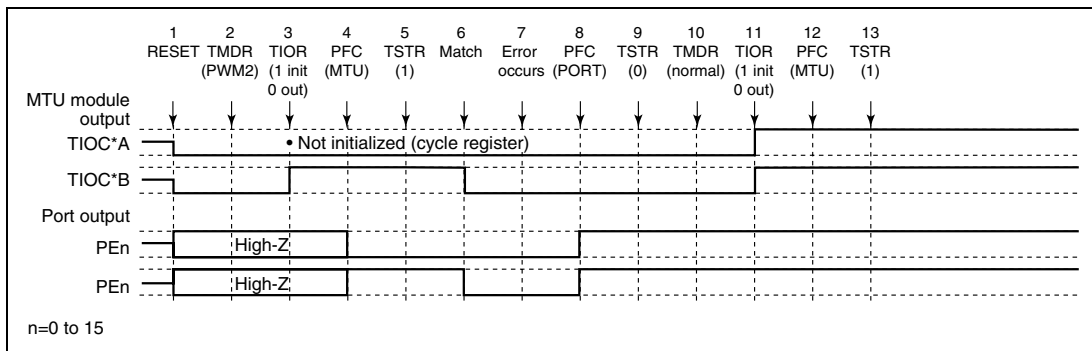 1 2 3 4 5 6 7 8 9 10 11 12 13
RESET TMDR TIOR PFC TSTR Match Error PFC TSTR TMDR TIOR PFC TSTR
(PWM2) (1 init (MTU) (1) occurs (PORT) (0) (normal) (1 init (MTU) (1)
0 out) 0 out)
MTU module
output
TIOC*A
• Not initialized (cycle register)
TIOC*B
Port output
PEn
High-Z
PEn
High-Z
n=0 to 15